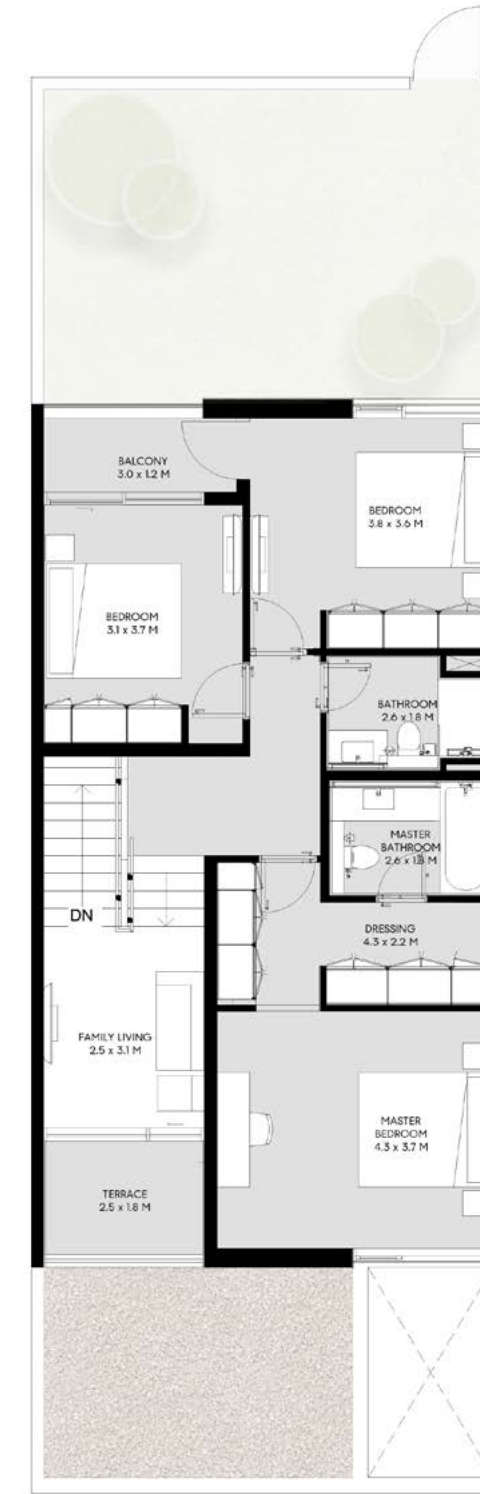 BALCONY
3.0 x 1.2 M
BEDROOM
3.8 x 3.6 M
BEDROOM
3.1 x 3.7 M
BATHROOM
2.6 x 1.8 M
MASTER
BATHROOM
2.6 x 1.8 M
DN
DRESSING
4.3 x 2.2 M
FAMILY LIVING
2.5 x 3.1 M
MASTER
BEDROOM
4.3 x 3.7 M
TERRACE
2.5 x 1.8 M